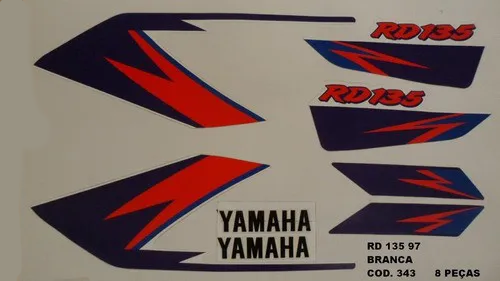 RD135
RD135
YAMAHA
YAMAHA
RD 135 97
BRANCA
COD. 343 8 PEÇAS